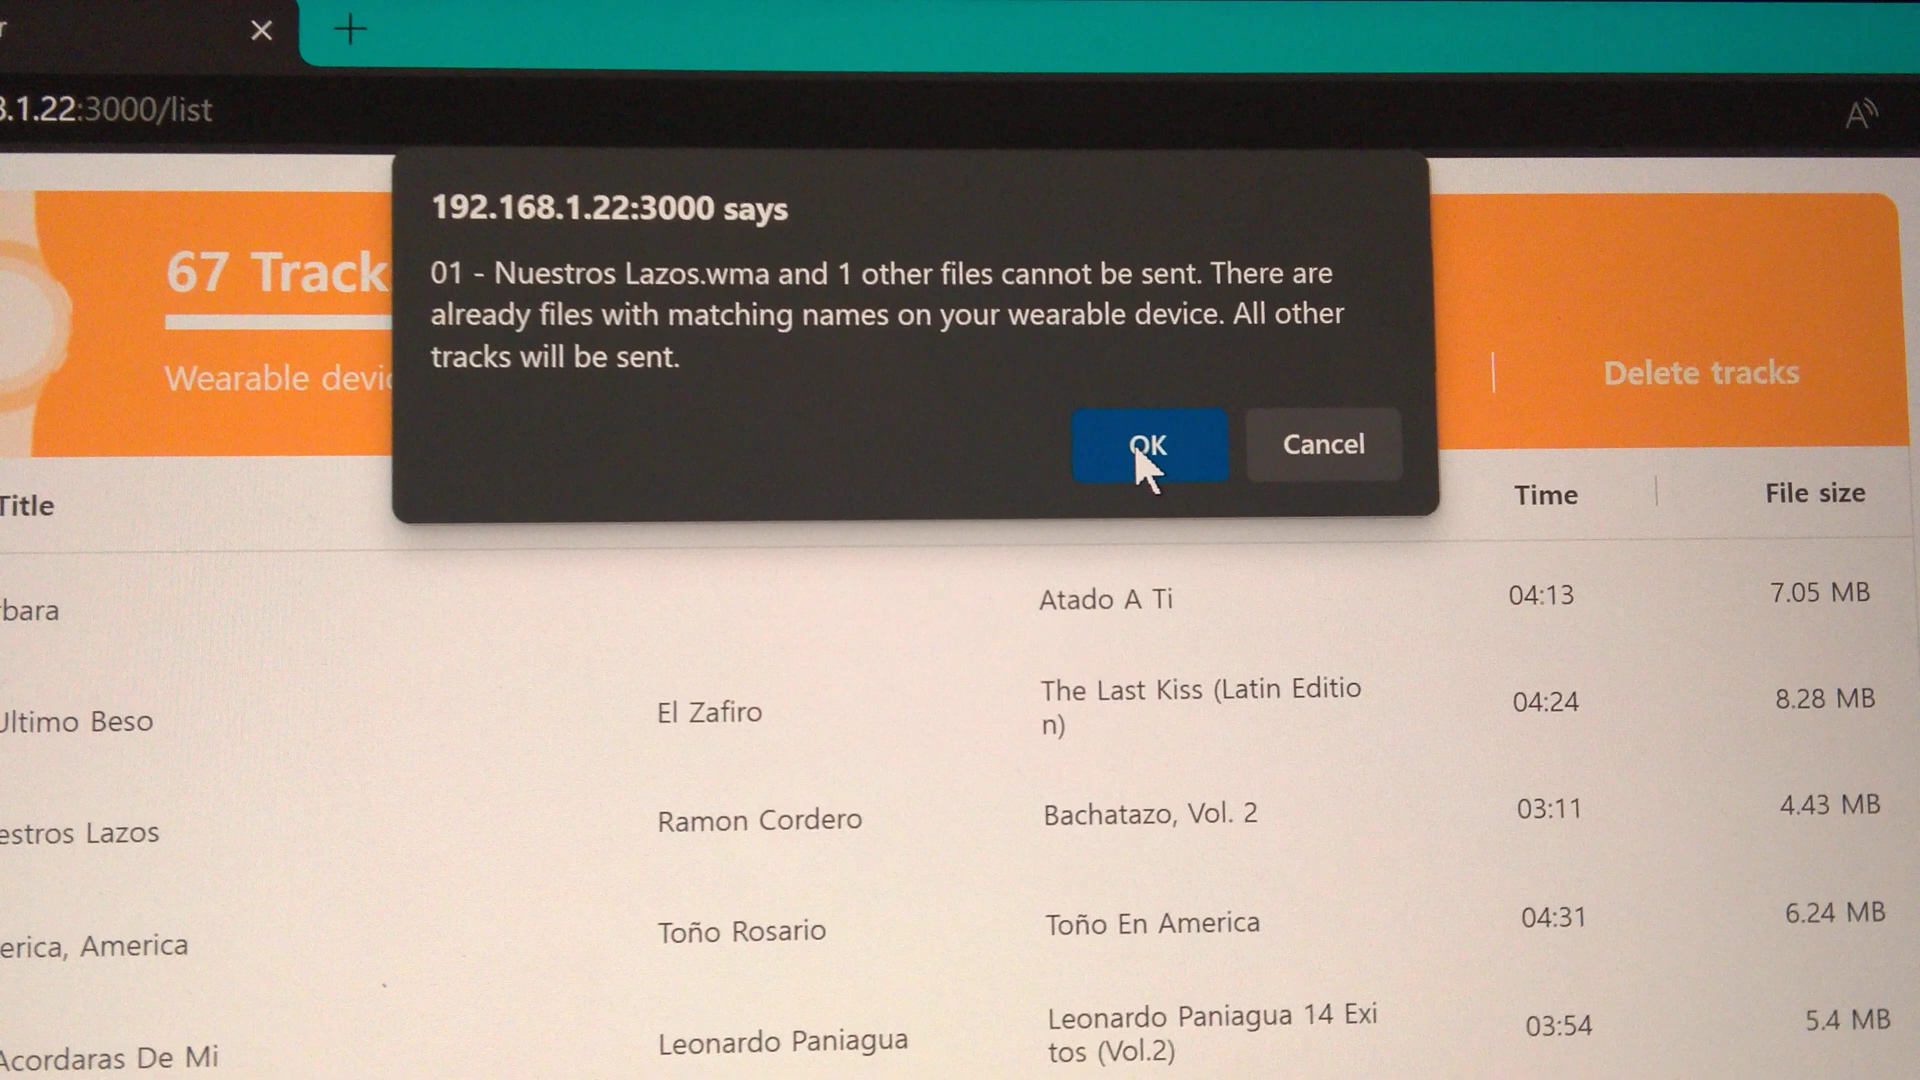 3.1.22:3000/list
192.168.1.22:3000 says
01 - Nuestros Lazos.wma and 1 other files cannot be sent. There are
already files with matching names on your wearable device. All other
tracks will be sent.
OK
Cancel
67 Track
Wearable devic
Delete tracks
Title
Time
File size
bara
Atado A Ti
04:13
7.05 MB
Ultimo Beso
El Zafiro
The Last Kiss (Latin Editio
n)
04:24
8.28 MB
estros Lazos
Ramon Cordero
Bachatazo, Vol. 2
03:11
4.43 MB
erica, America
Toño Rosario
Toño En America
04:31
6.24 MB
Acordaras De Mi
Leonardo Paniagua
Leonardo Paniagua 14 Exi
tos (Vol.2)
03:54
5.4 MB